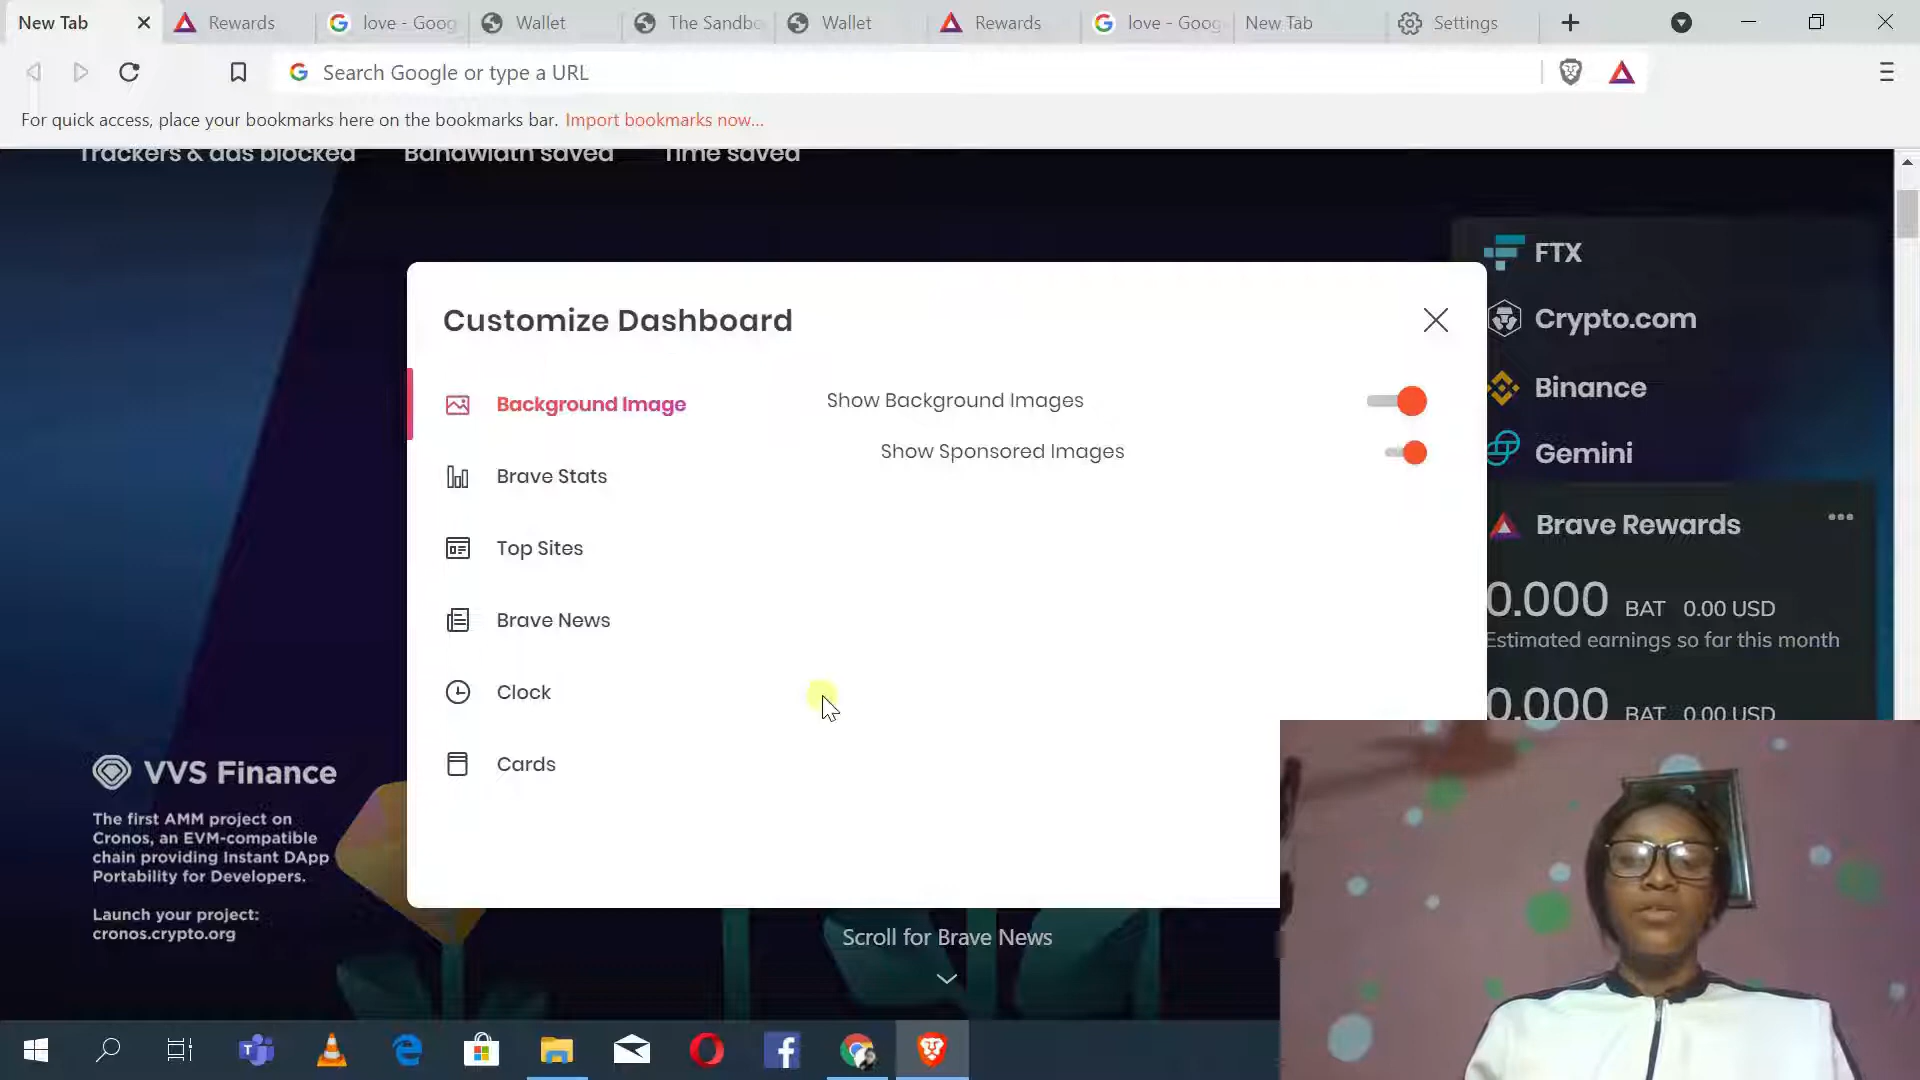 New Tab
Rewards
love - Goog
Wallet
The Sandbo
Wallet
Rewards
love - Goog
New Tab
Settings
Search Google or type a URL
For quick access, place your bookmarks here on the bookmarks bar. Import bookmarks now...
Trackers & ads blocked
Bandwidth saved
Time saved
FTX
Crypto.com
Binance
Gemini
Brave Rewards
0.000 BAT 0.00 USD
Estimated earnings so far this month
0.000 BAT 0.00 USD
Customize Dashboard
Background Image
Brave Stats
Top Sites
Brave News
Clock
Cards
Show Background Images
Show Sponsored Images
VVS Finance
The first AMM project on
Cronos, an EVM-compatible
chain providing Instant DApp
Portability for Developers.
Launch your project:
cronos.crypto.org
Scroll for Brave News